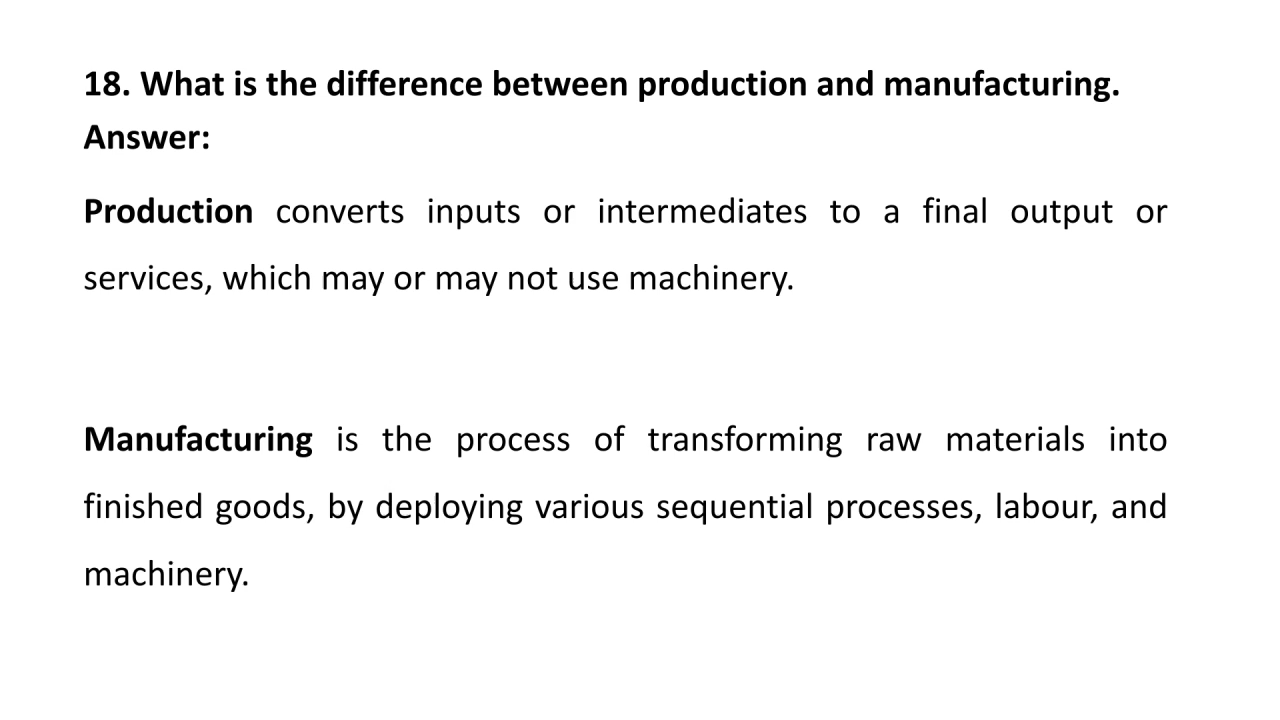 18. What is the difference between production and manufacturing.
Answer:
Production converts inputs or intermediates to a final output or
services, which may or may not use machinery.
Manufacturing is the process of transforming raw materials into
finished goods, by deploying various sequential processes, labour, and
machinery.